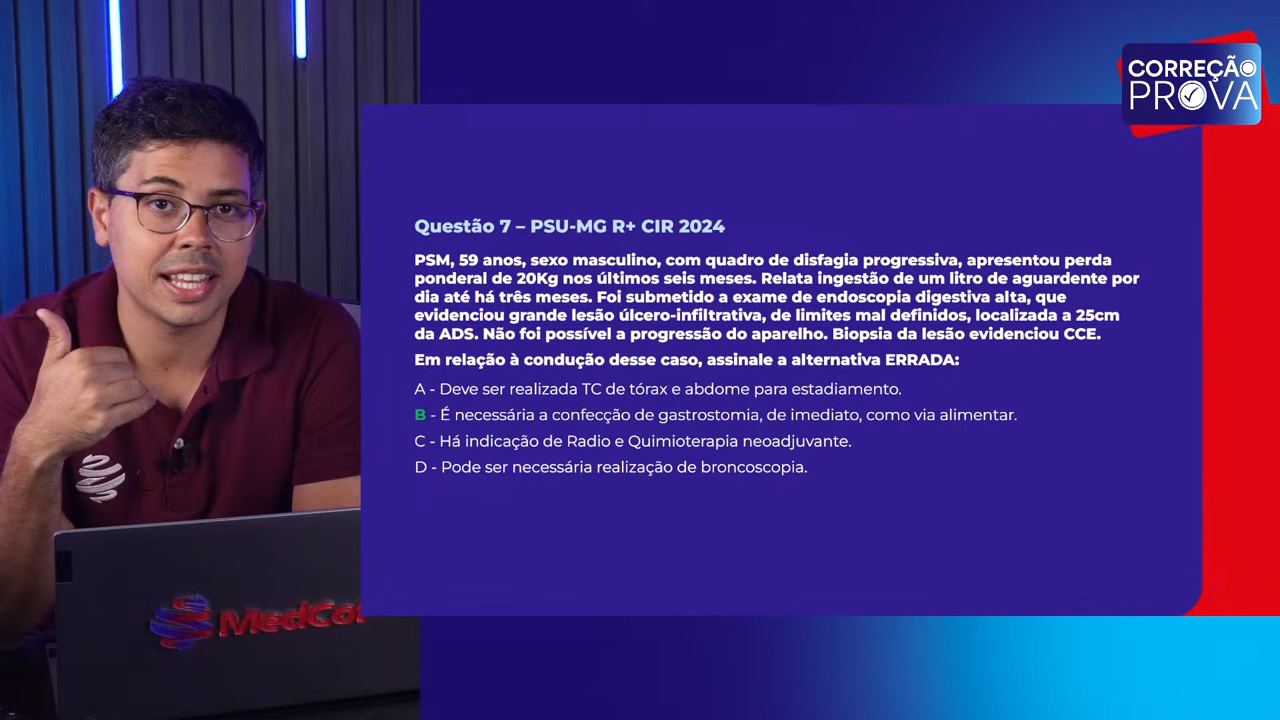 CORREÇÃO
PROVA
Questão 7 – PSU-MG R+ CIR 2024
PSM, 59 anos, sexo masculino, com quadro de disfagia progressiva, apresentou perda
ponderal de 20Kg nos últimos seis meses. Relata ingestão de um litro de aguardente por
dia até há três meses. Foi submetido a exame de endoscopia digestiva alta, que
evidenciou grande lesão úlcero-infiltrativa, de limites mal definidos, localizada a 25cm
da ADS. Não foi possível a progressão do aparelho. Biopsia da lesão evidenciou CCE.
Em relação à condução desse caso, assinale a alternativa ERRADA:
A - Deve ser realizada TC de tórax e abdome para estadiamento.
B - É necessária a confecção de gastrostomia, de imediato, como via alimentar.
C - Há indicação de Radio e Quimioterapia neoadjuvante.
D - Pode ser necessária realização de broncoscopia.